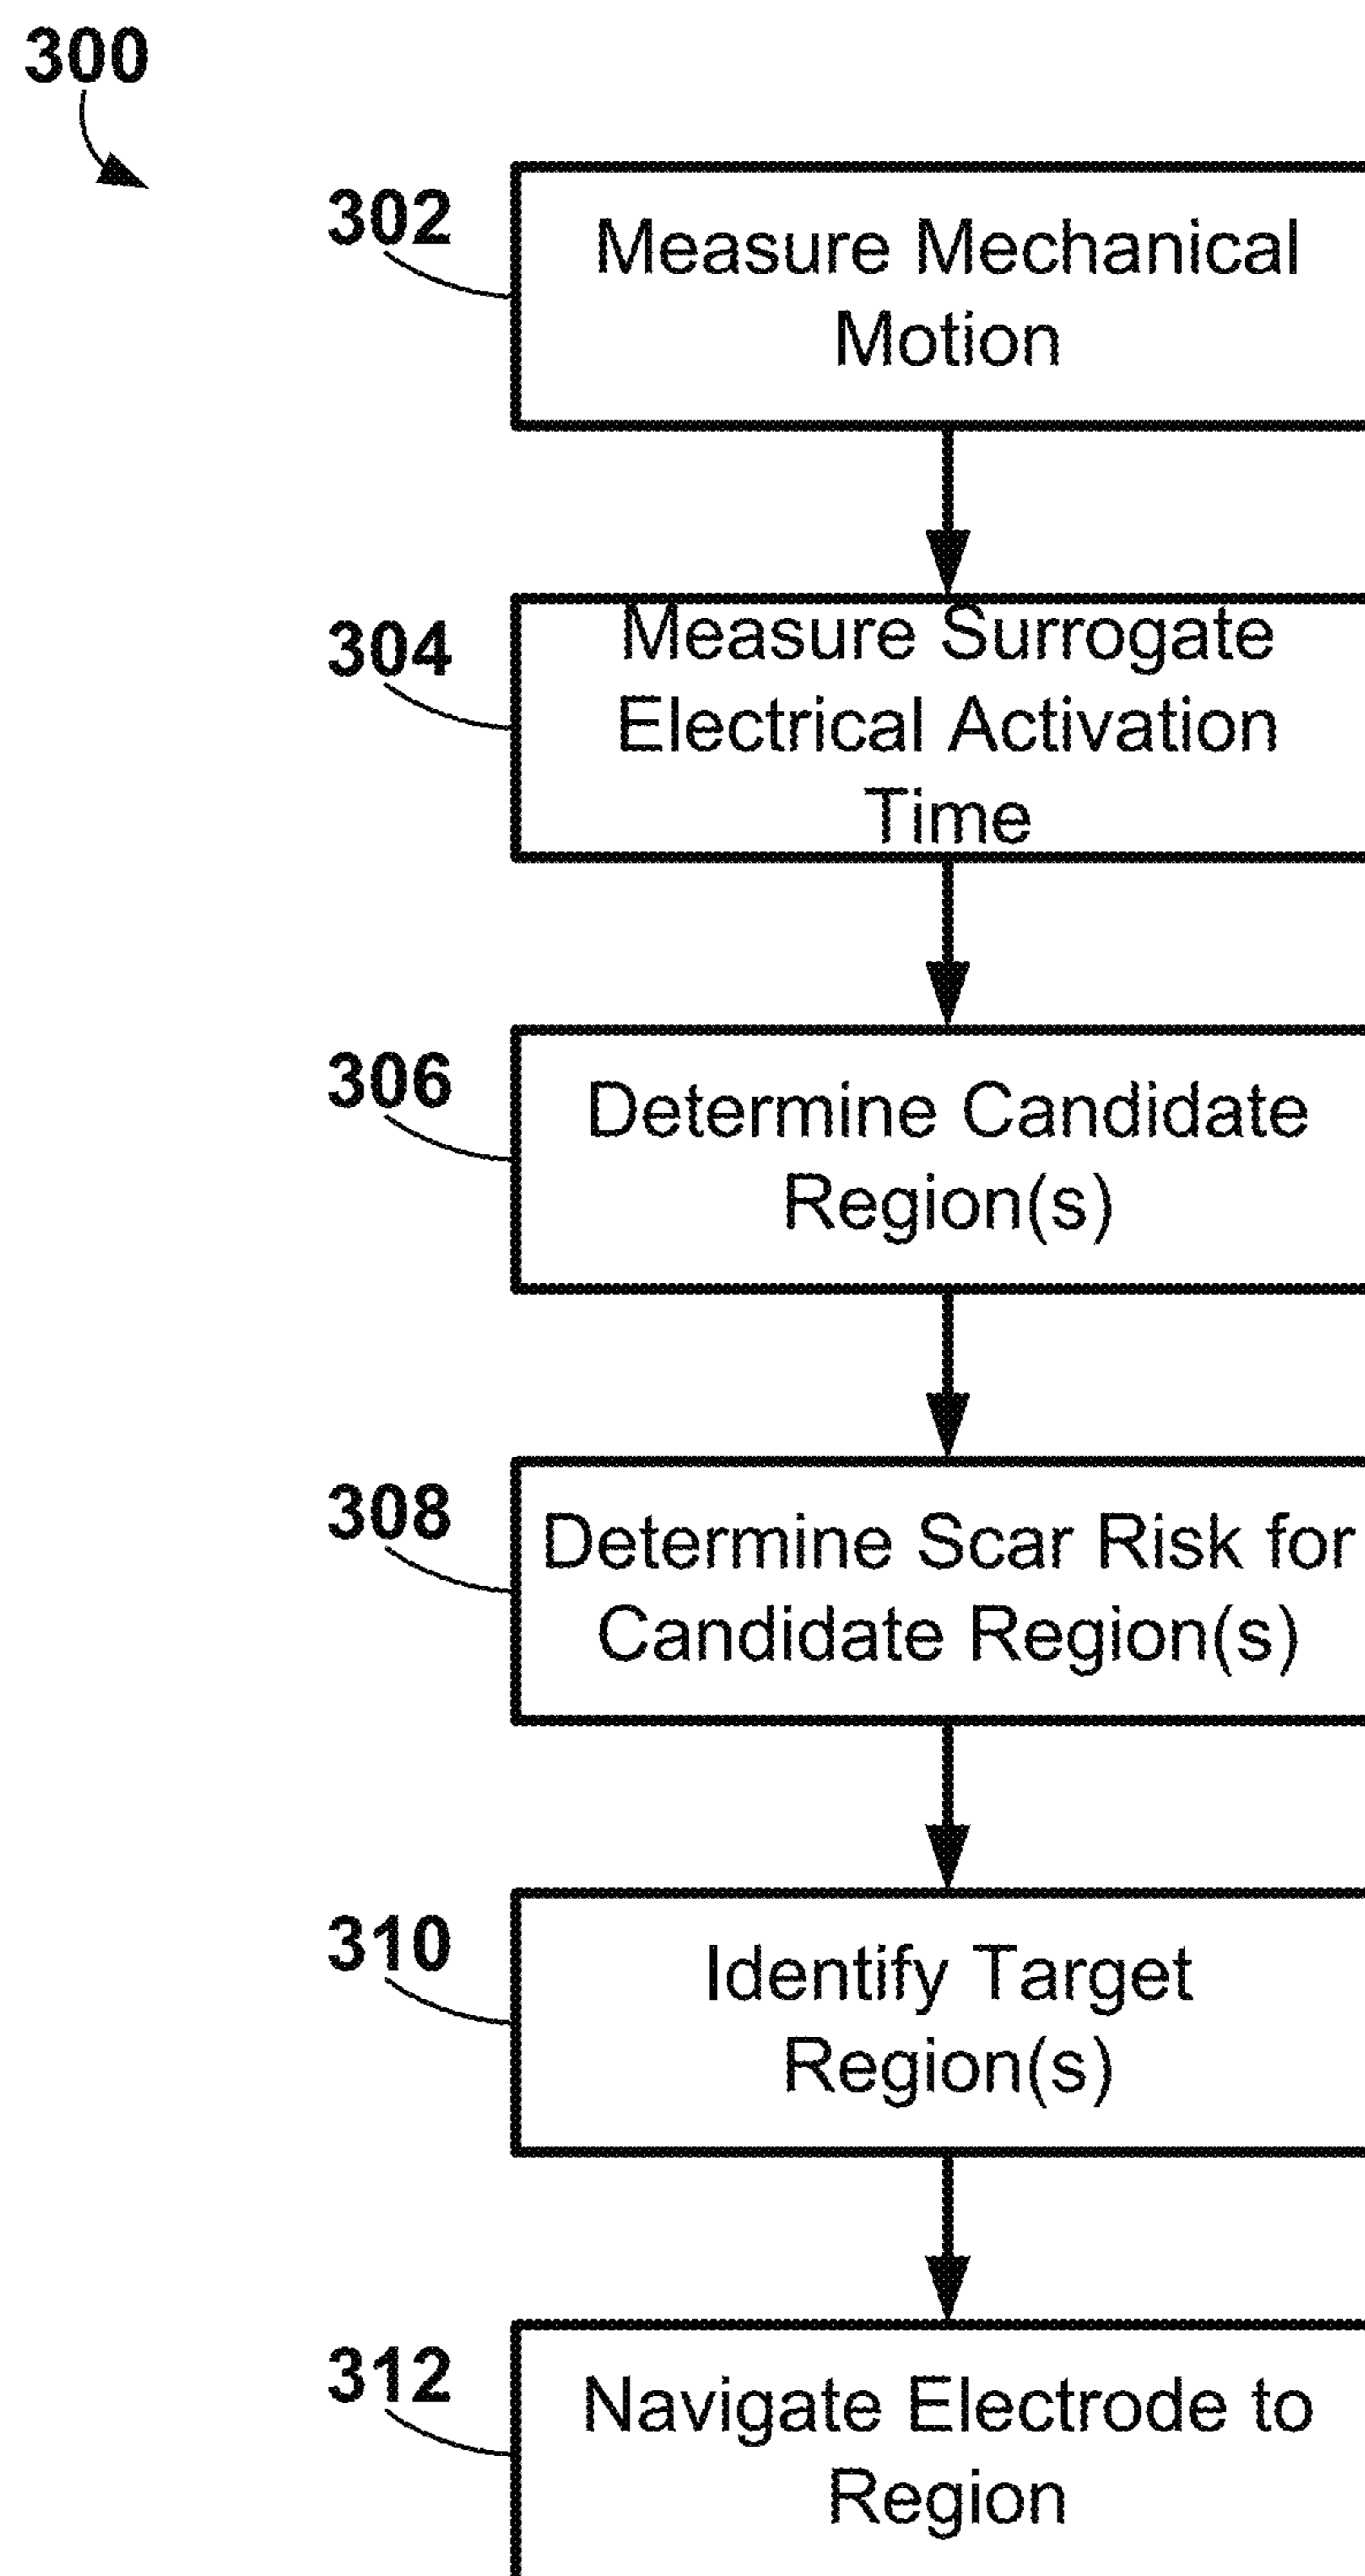 300
302
Measure Mechanical
Motion
304
Measure Surrogate
Electrical Activation
Time
306
Determine Candidate
Region(s)
308
Determine Scar Risk for
Candidate Region(s)
310
Identify Target
Region(s)
312
Navigate Electrode to
Region